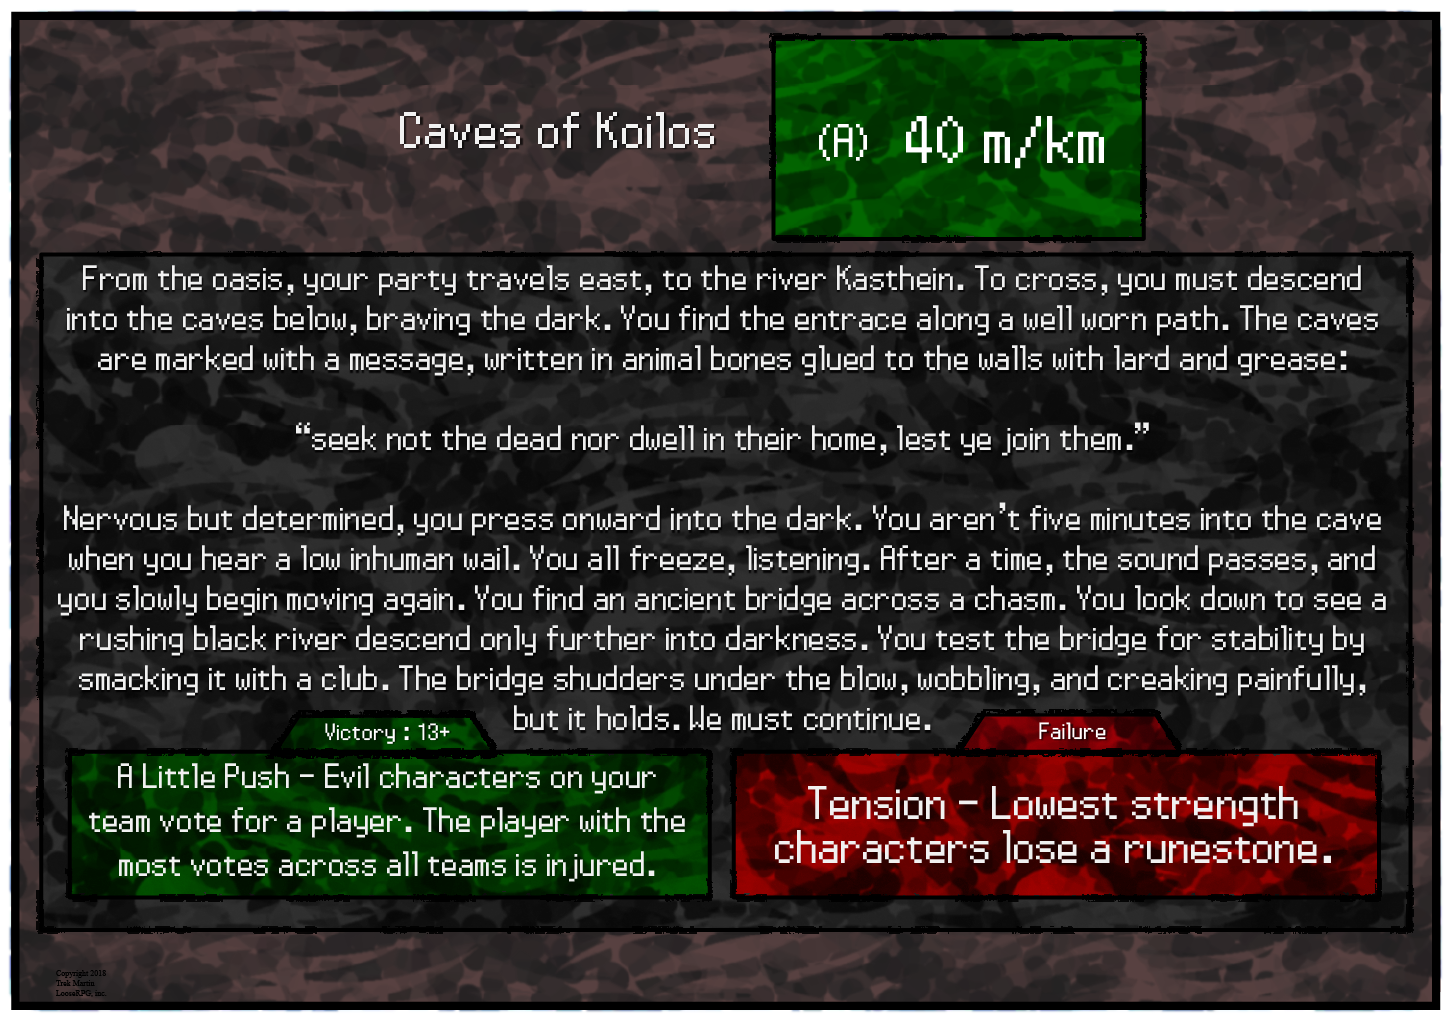 Caves of Koilos
(A) 40 m/km
From the oasis, your party travels east, to the river Kasthein. To cross, you must descend
into the caves below, braving the dark. You find the entrace along a well worn path. The caves
are marked with a message, written in animal bones glued to the walls with lard and grease:
“seek not the dead nor dwell in their home, lest ye join them.”
Nervous but determined, you press onward into the dark. You aren’t five minutes into the cave
when you hear a low inhuman wail. You all freeze, listening. After a time, the sound passes, and
you slowly begin moving again. You find an ancient bridge across a chasm. You look down to see a
rushing black river descend only further into darkness. You test the bridge for stability by
smacking it with a club. The bridge shudders under the blow, wobbling, and creaking painfully,
but it holds. We must continue.
Victory : 13+
A Little Push – Evil characters on your
team vote for a player. The player with the
most votes across all teams is injured.
Failure
Tension – Lowest strength
characters lose a runestone.
Copyright 2018
Trek Martin
LooseRPG, inc.